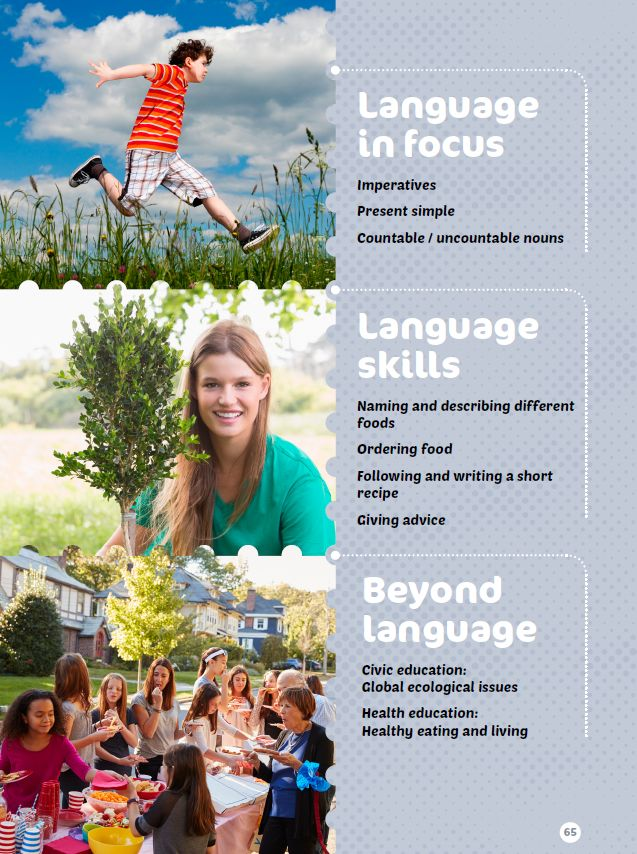 Language
in focus
Imperatives
Present simple
Countable / uncountable nouns
Language
skills
Naming and describing different
foods
Ordering food
Following and writing a short
recipe
Giving advice
Beyond
language
Civic education:
Global ecological issues
Health education:
Healthy eating and living
65